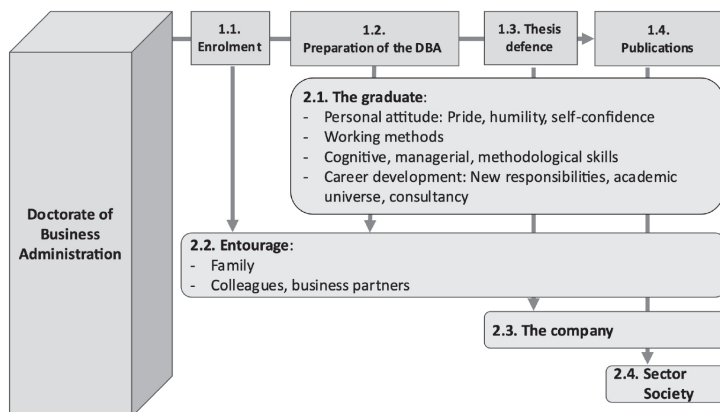 1.1.
Enrolment
1.2.
Preparation of the DBA
1.3. Thesis
defence
1.4.
Publications
2.1. The graduate:
- Personal attitude: Pride, humility, self-confidence
- Working methods
- Cognitive, managerial, methodological skills
- Career development: New responsibilities, academic
universe, consultancy
Doctorate of
Business
Administration
2.2. Entourage:
- Family
- Colleagues, business partners
2.3. The company
2.4. Sector
Society